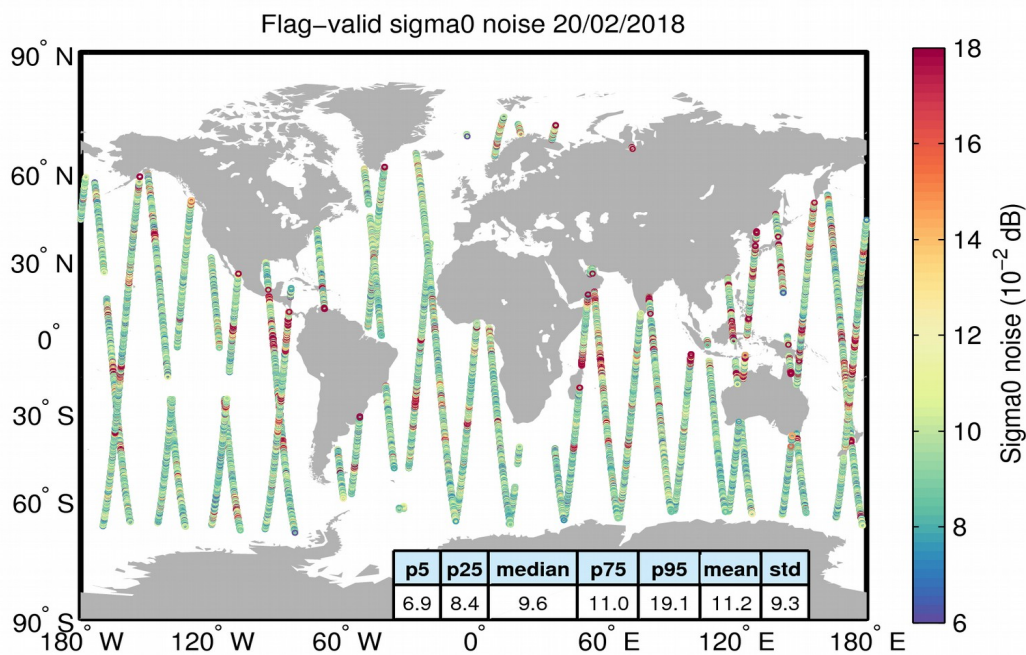 Flag−valid sigma0 noise 20/02/2018
90° N
60° N
30° N
0°
30° S
60° S
90° S
180° W
120° W
60° W
0°
60° E
120° E
180° E
p5 p25 median p75 p95 mean std
6.9 8.4 9.6 11.0 19.1 11.2 9.3
18
16
14
12
10
8
6
Sigma0 noise (10⁻² dB)